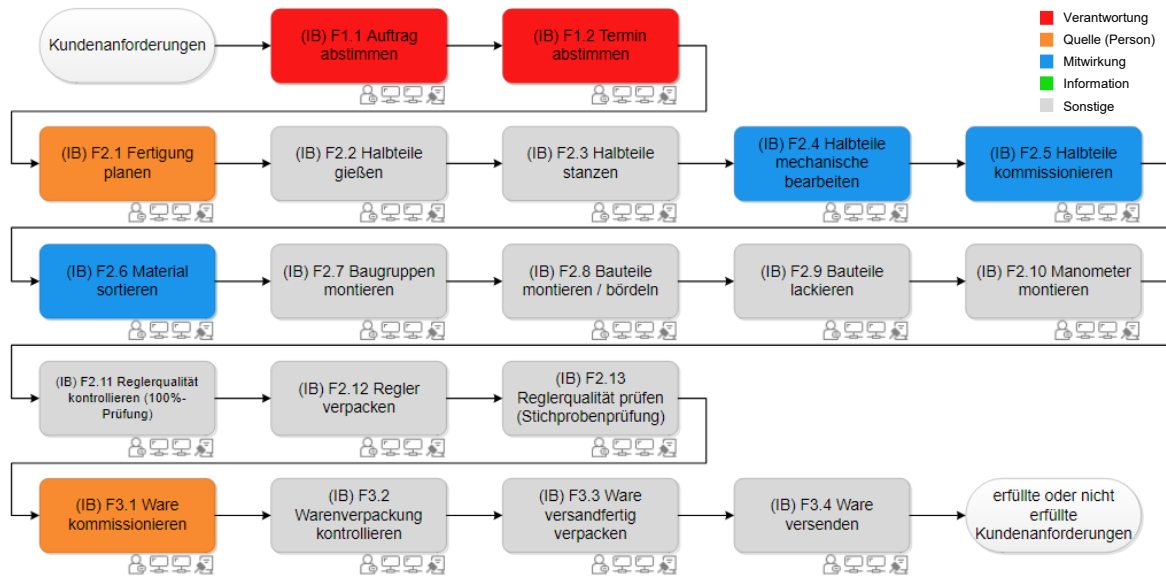 Kundenanforderungen
(IB) F1.1 Auftrag
abstimmen
(IB) F1.2 Termin
abstimmen
Verantwortung
Quelle (Person)
Mitwirkung
Information
Sonstige
(IB) F2.1 Fertigung
planen
(IB) F2.2 Halbteile
gießen
(IB) F2.3 Halbteile
stanzen
(IB) F2.4 Halbteile
mechanische
bearbeiten
(IB) F2.5 Halbteile
kommissionieren
(IB) F2.6 Material
sortieren
(IB) F2.7 Baugruppen
montieren
(IB) F2.8 Bauteile
montieren / bördeln
(IB) F2.9 Bauteile
lackieren
(IB) F2.10 Manometer
montieren
(IB) F2.11 Reglerqualität
kontrollieren (100%-
Prüfung)
(IB) F2.12 Regler
verpacken
(IB) F2.13
Reglerqualität prüfen
(Stichprobenprüfung)
(IB) F3.1 Ware
kommissionieren
(IB) F3.2
Warenverpackung
kontrollieren
(IB) F3.3 Ware
versandfertig
verpacken
(IB) F3.4 Ware
versenden
erfüllte oder nicht
erfüllte
Kundenanforderungen